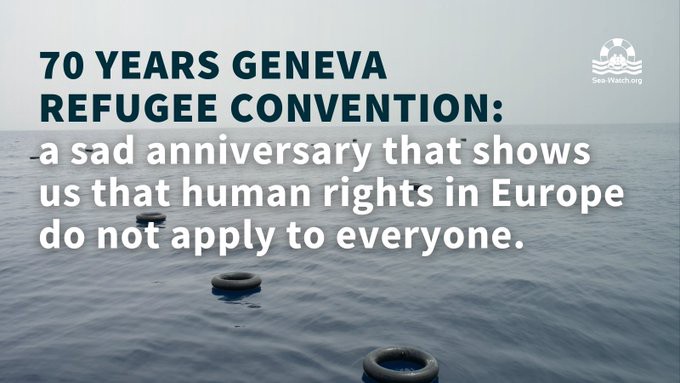 70 YEARS GENEVA
REFUGEE CONVENTION:
a sad anniversary that shows
us that human rights in Europe
do not apply to everyone.
Sea-Watch.org